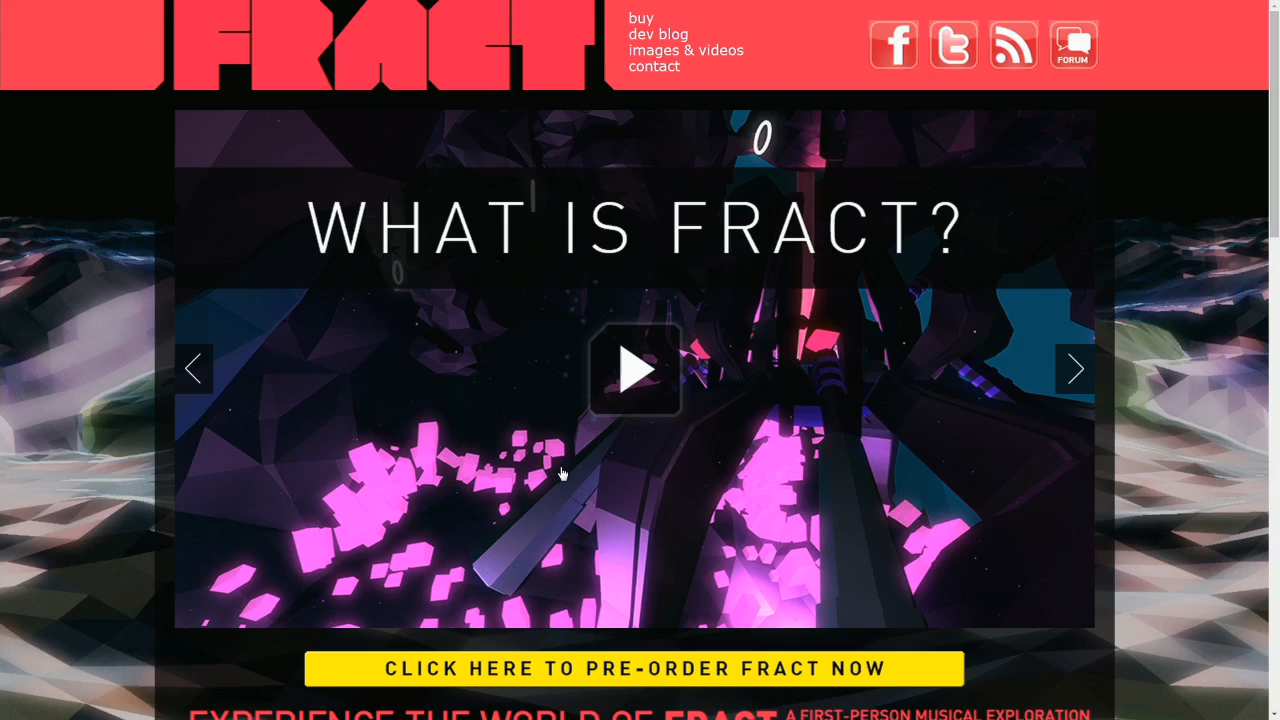 FRACT
buy
dev blog
images & videos
contact
FORUM
WHAT IS FRACT?
CLICK HERE TO PRE-ORDER FRACT NOW
EXPERIENCE THE WORLD OF FRACT A FIRST-PERSON MUSICAL EXPLORATION